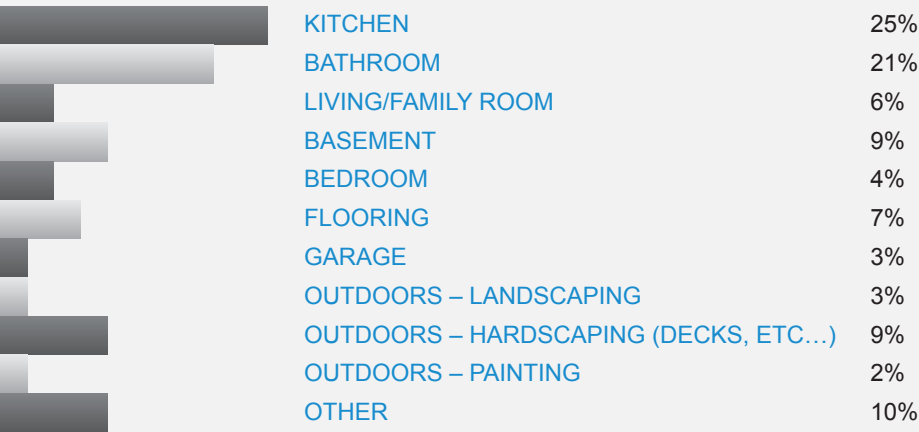 KITCHEN 25%
BATHROOM 21%
LIVING/FAMILY ROOM 6%
BASEMENT 9%
BEDROOM 4%
FLOORING 7%
GARAGE 3%
OUTDOORS – LANDSCAPING 3%
OUTDOORS – HARDSCAPING (DECKS, ETC…) 9%
OUTDOORS – PAINTING 2%
OTHER 10%